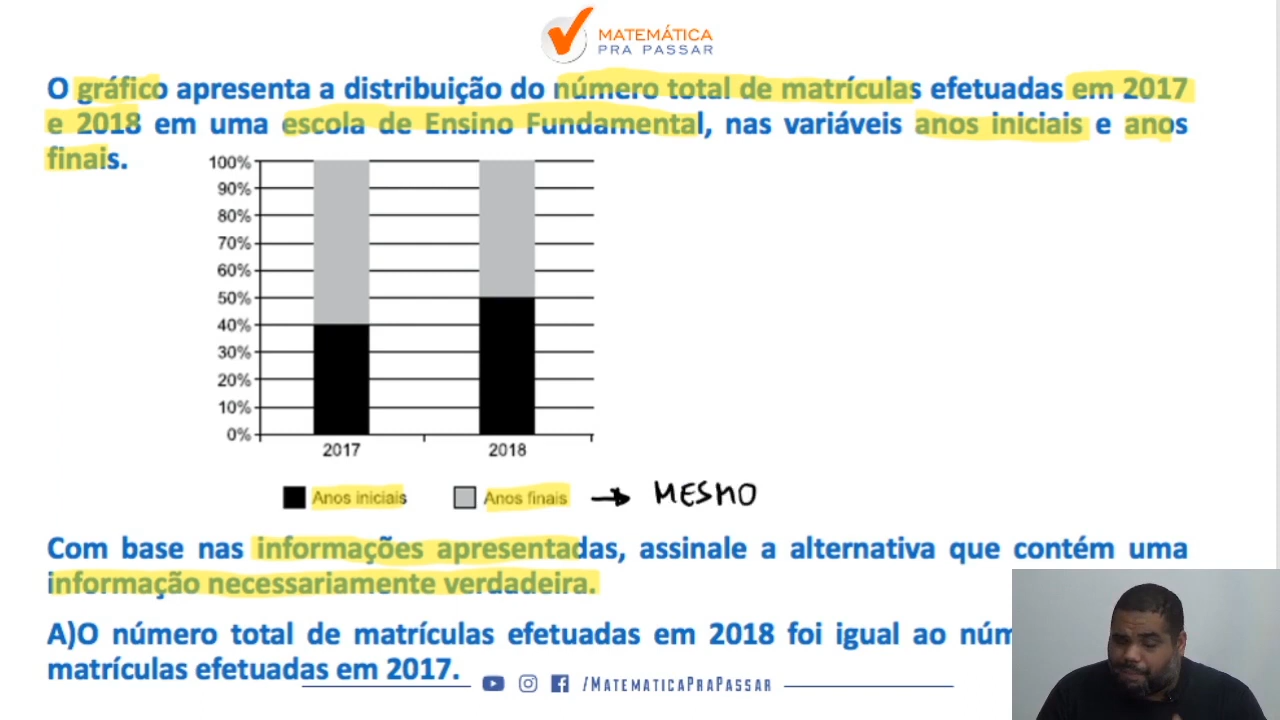 MATEMÁTICA
PRA PASSAR
O gráfico apresenta a distribuição do número total de matrículas efetuadas em 2017
e 2018 em uma escola de Ensino Fundamental, nas variáveis anos iniciais e anos
finais.
100%
90%
80%
70%
60%
50%
40%
30%
20%
10%
0%
2017 2018
Anos iniciais Anos finais → MESMO
Com base nas informações apresentadas, assinale a alternativa que contém uma
informação necessariamente verdadeira.
A)O número total de matrículas efetuadas em 2018 foi igual ao
matrículas efetuadas em 2017.
/MATEMATICAPRAPASSAR